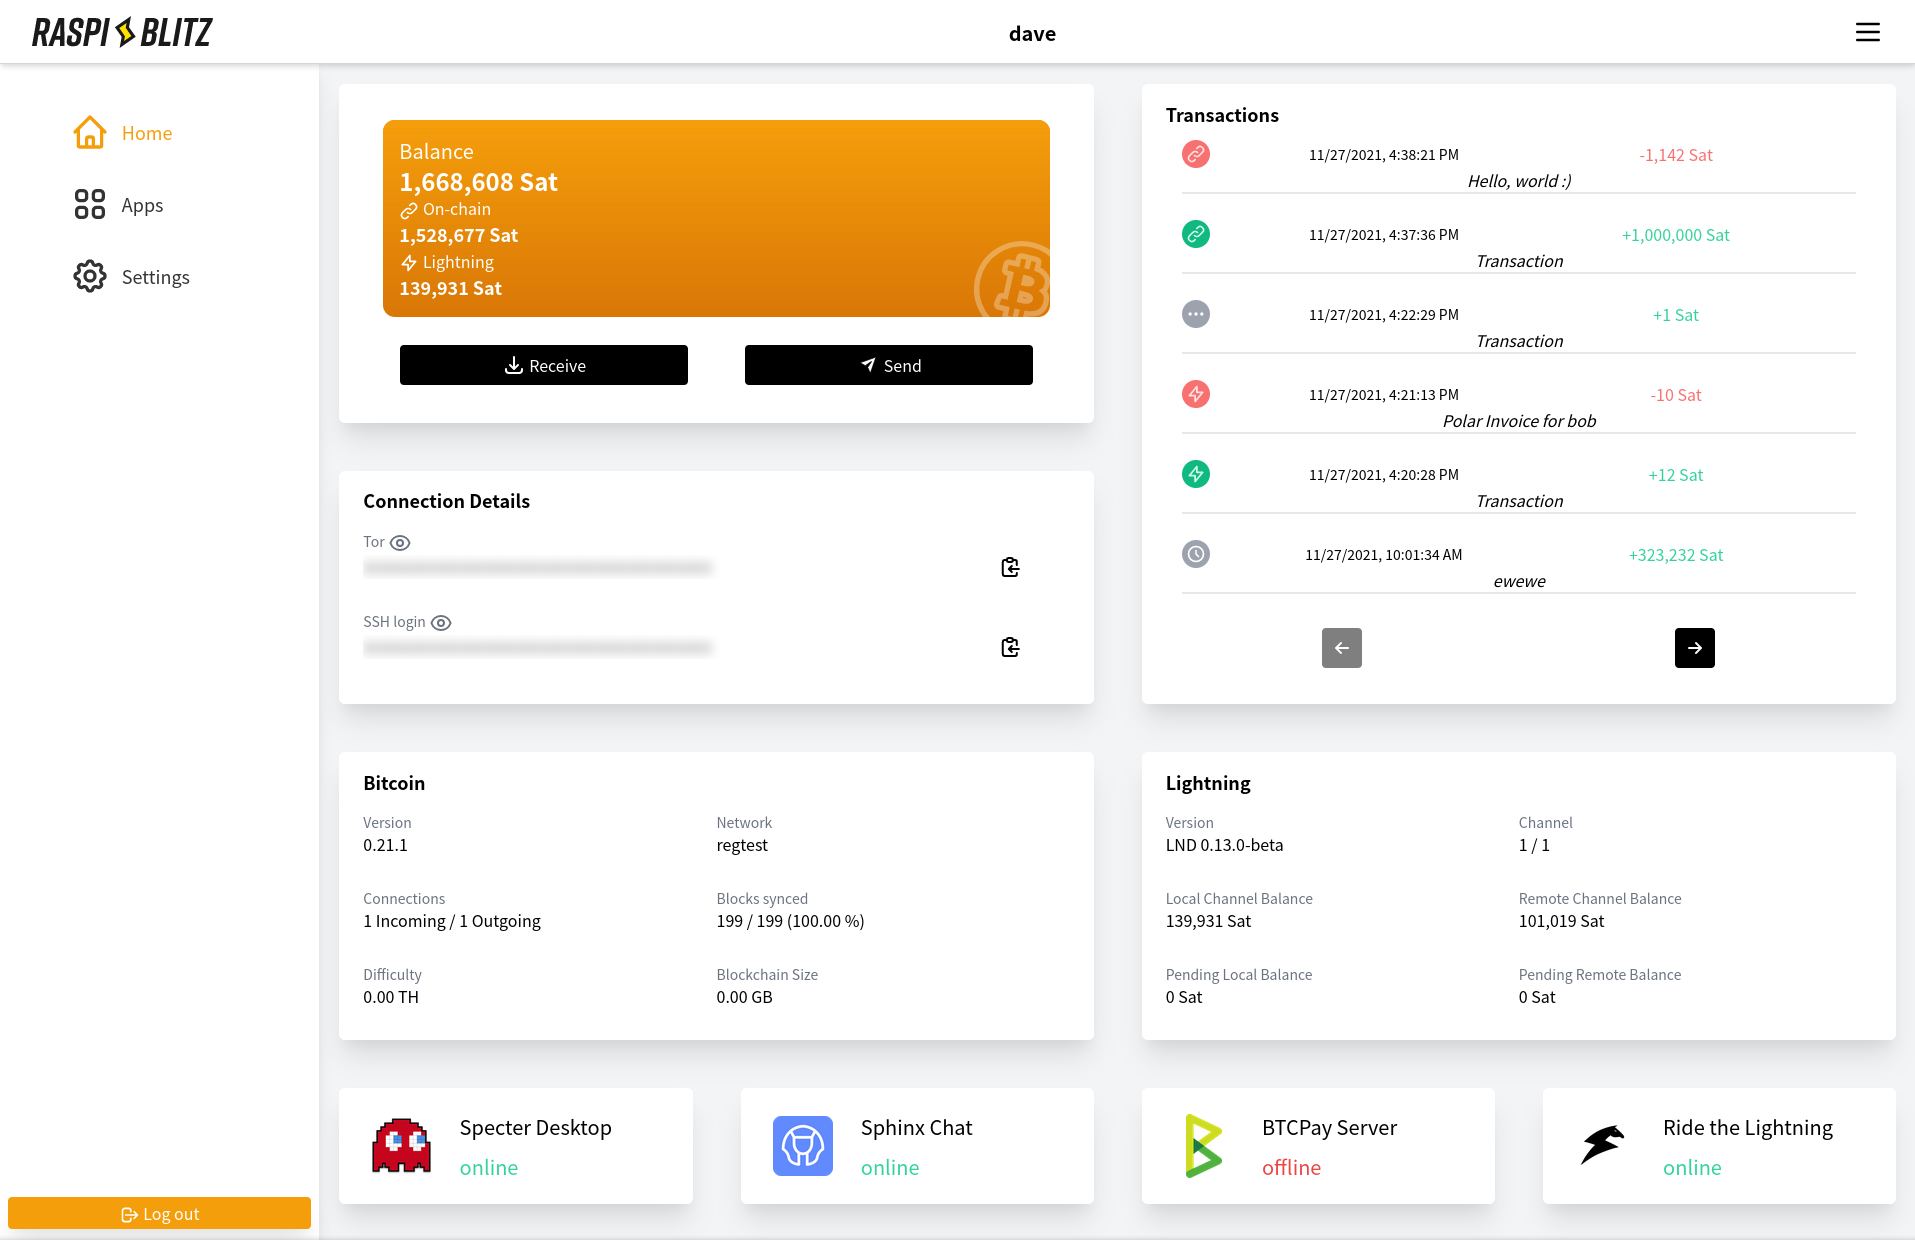 RASPI BLITZ
dave
Home
Apps
Settings
Log out
Balance
1,668,608 Sat
On-chain
1,528,677 Sat
Lightning
139,931 Sat
Receive
Send
Transactions
11/27/2021, 4:38:21 PM -1,142 Sat
Hello, world :)
11/27/2021, 4:37:36 PM +1,000,000 Sat
Transaction
11/27/2021, 4:22:29 PM +1 Sat
Transaction
11/27/2021, 4:21:13 PM -10 Sat
Polar Invoice for bob
11/27/2021, 4:20:28 PM +12 Sat
Transaction
11/27/2021, 10:01:34 AM +323,232 Sat
ewewe
Connection Details
Tor
SSH login
Bitcoin
Version
0.21.1
Network
regtest
Connections
1 Incoming / 1 Outgoing
Blocks synced
199 / 199 (100.00 %)
Difficulty
0.00 TH
Blockchain Size
0.00 GB
Lightning
Version
LND 0.13.0-beta
Channel
1 / 1
Local Channel Balance
139,931 Sat
Remote Channel Balance
101,019 Sat
Pending Local Balance
0 Sat
Pending Remote Balance
0 Sat
Specter Desktop
online
Sphinx Chat
online
BTCPay Server
offline
Ride the Lightning
online